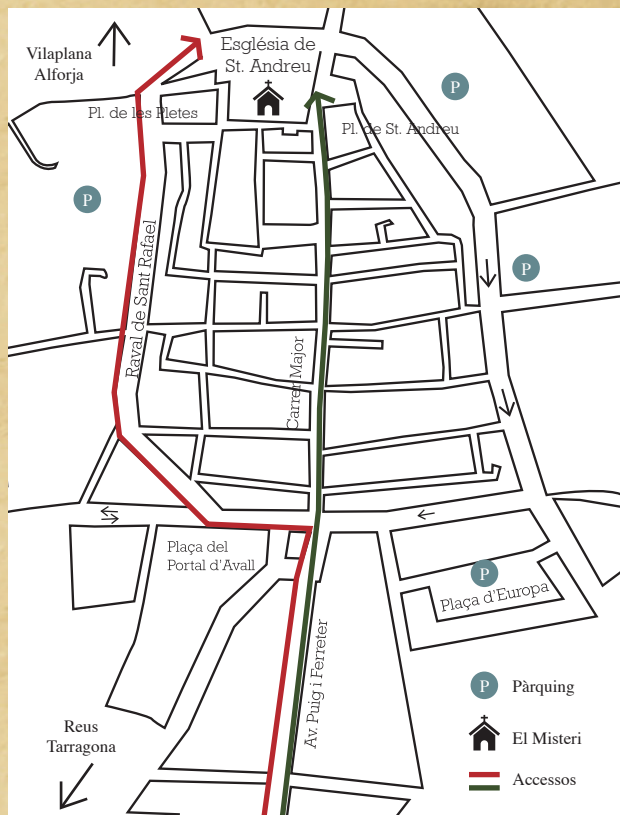 Vilaplana
Alforja
Església de
St. Andreu
P
Pl. de les Pletes
Pl. de St. Andreu
P
Raval de Sant Rafael
P
Carrer Major
Plaça del
Portal d'Avall
P
Plaça d'Europa
Av. Puig i Ferreter
P Pàrquing
El Misteri
Accessos
Reus
Tarragona